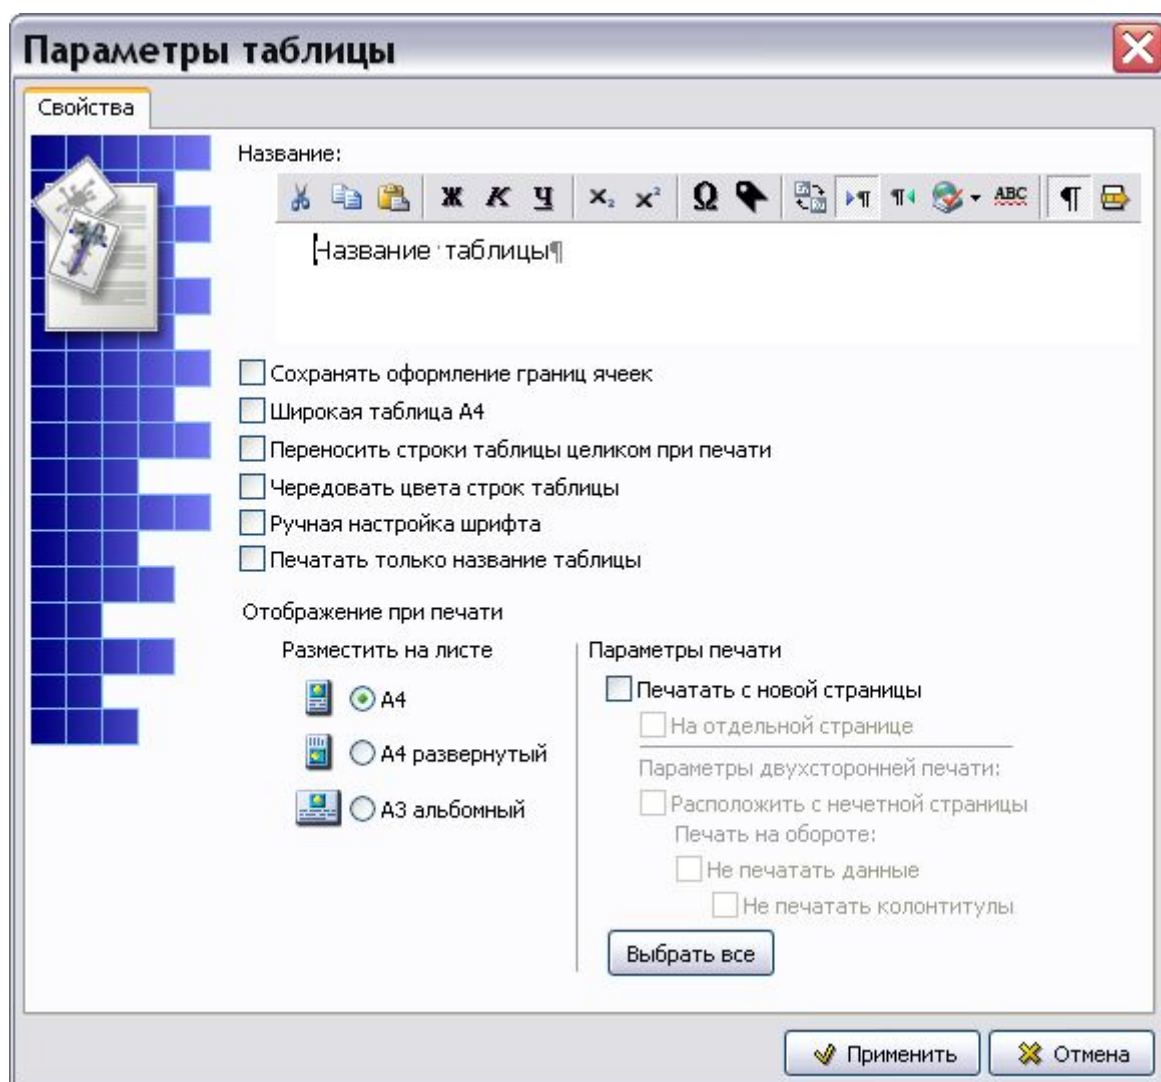 Параметры таблицы
Свойства
Название:
Ж К Ч X₂ X² Ω ¶ ABC ¶
Название таблицы¶
Сохранять оформление границ ячеек
Широкая таблица А4
Переносить строки таблицы целиком при печати
Чередовать цвета строк таблицы
Ручная настройка шрифта
Печатать только название таблицы
Отображение при печати
Разместить на листе
А4
А4 развернутый
А3 альбомный
Параметры печати
Печатать с новой страницы
На отдельной странице
Параметры двухсторонней печати:
Расположить с нечетной страницы
Печать на обороте:
Не печатать данные
Не печатать колонтитулы
Выбрать все
Применить
Отмена